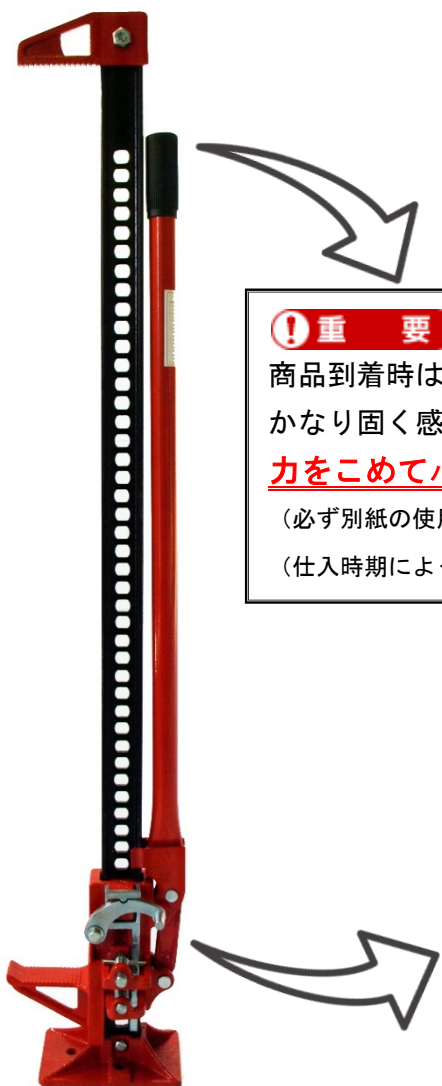 重 要
商品到着時は
かなり固く感
力をこめて
（必ず別紙の使
（仕入時期によ